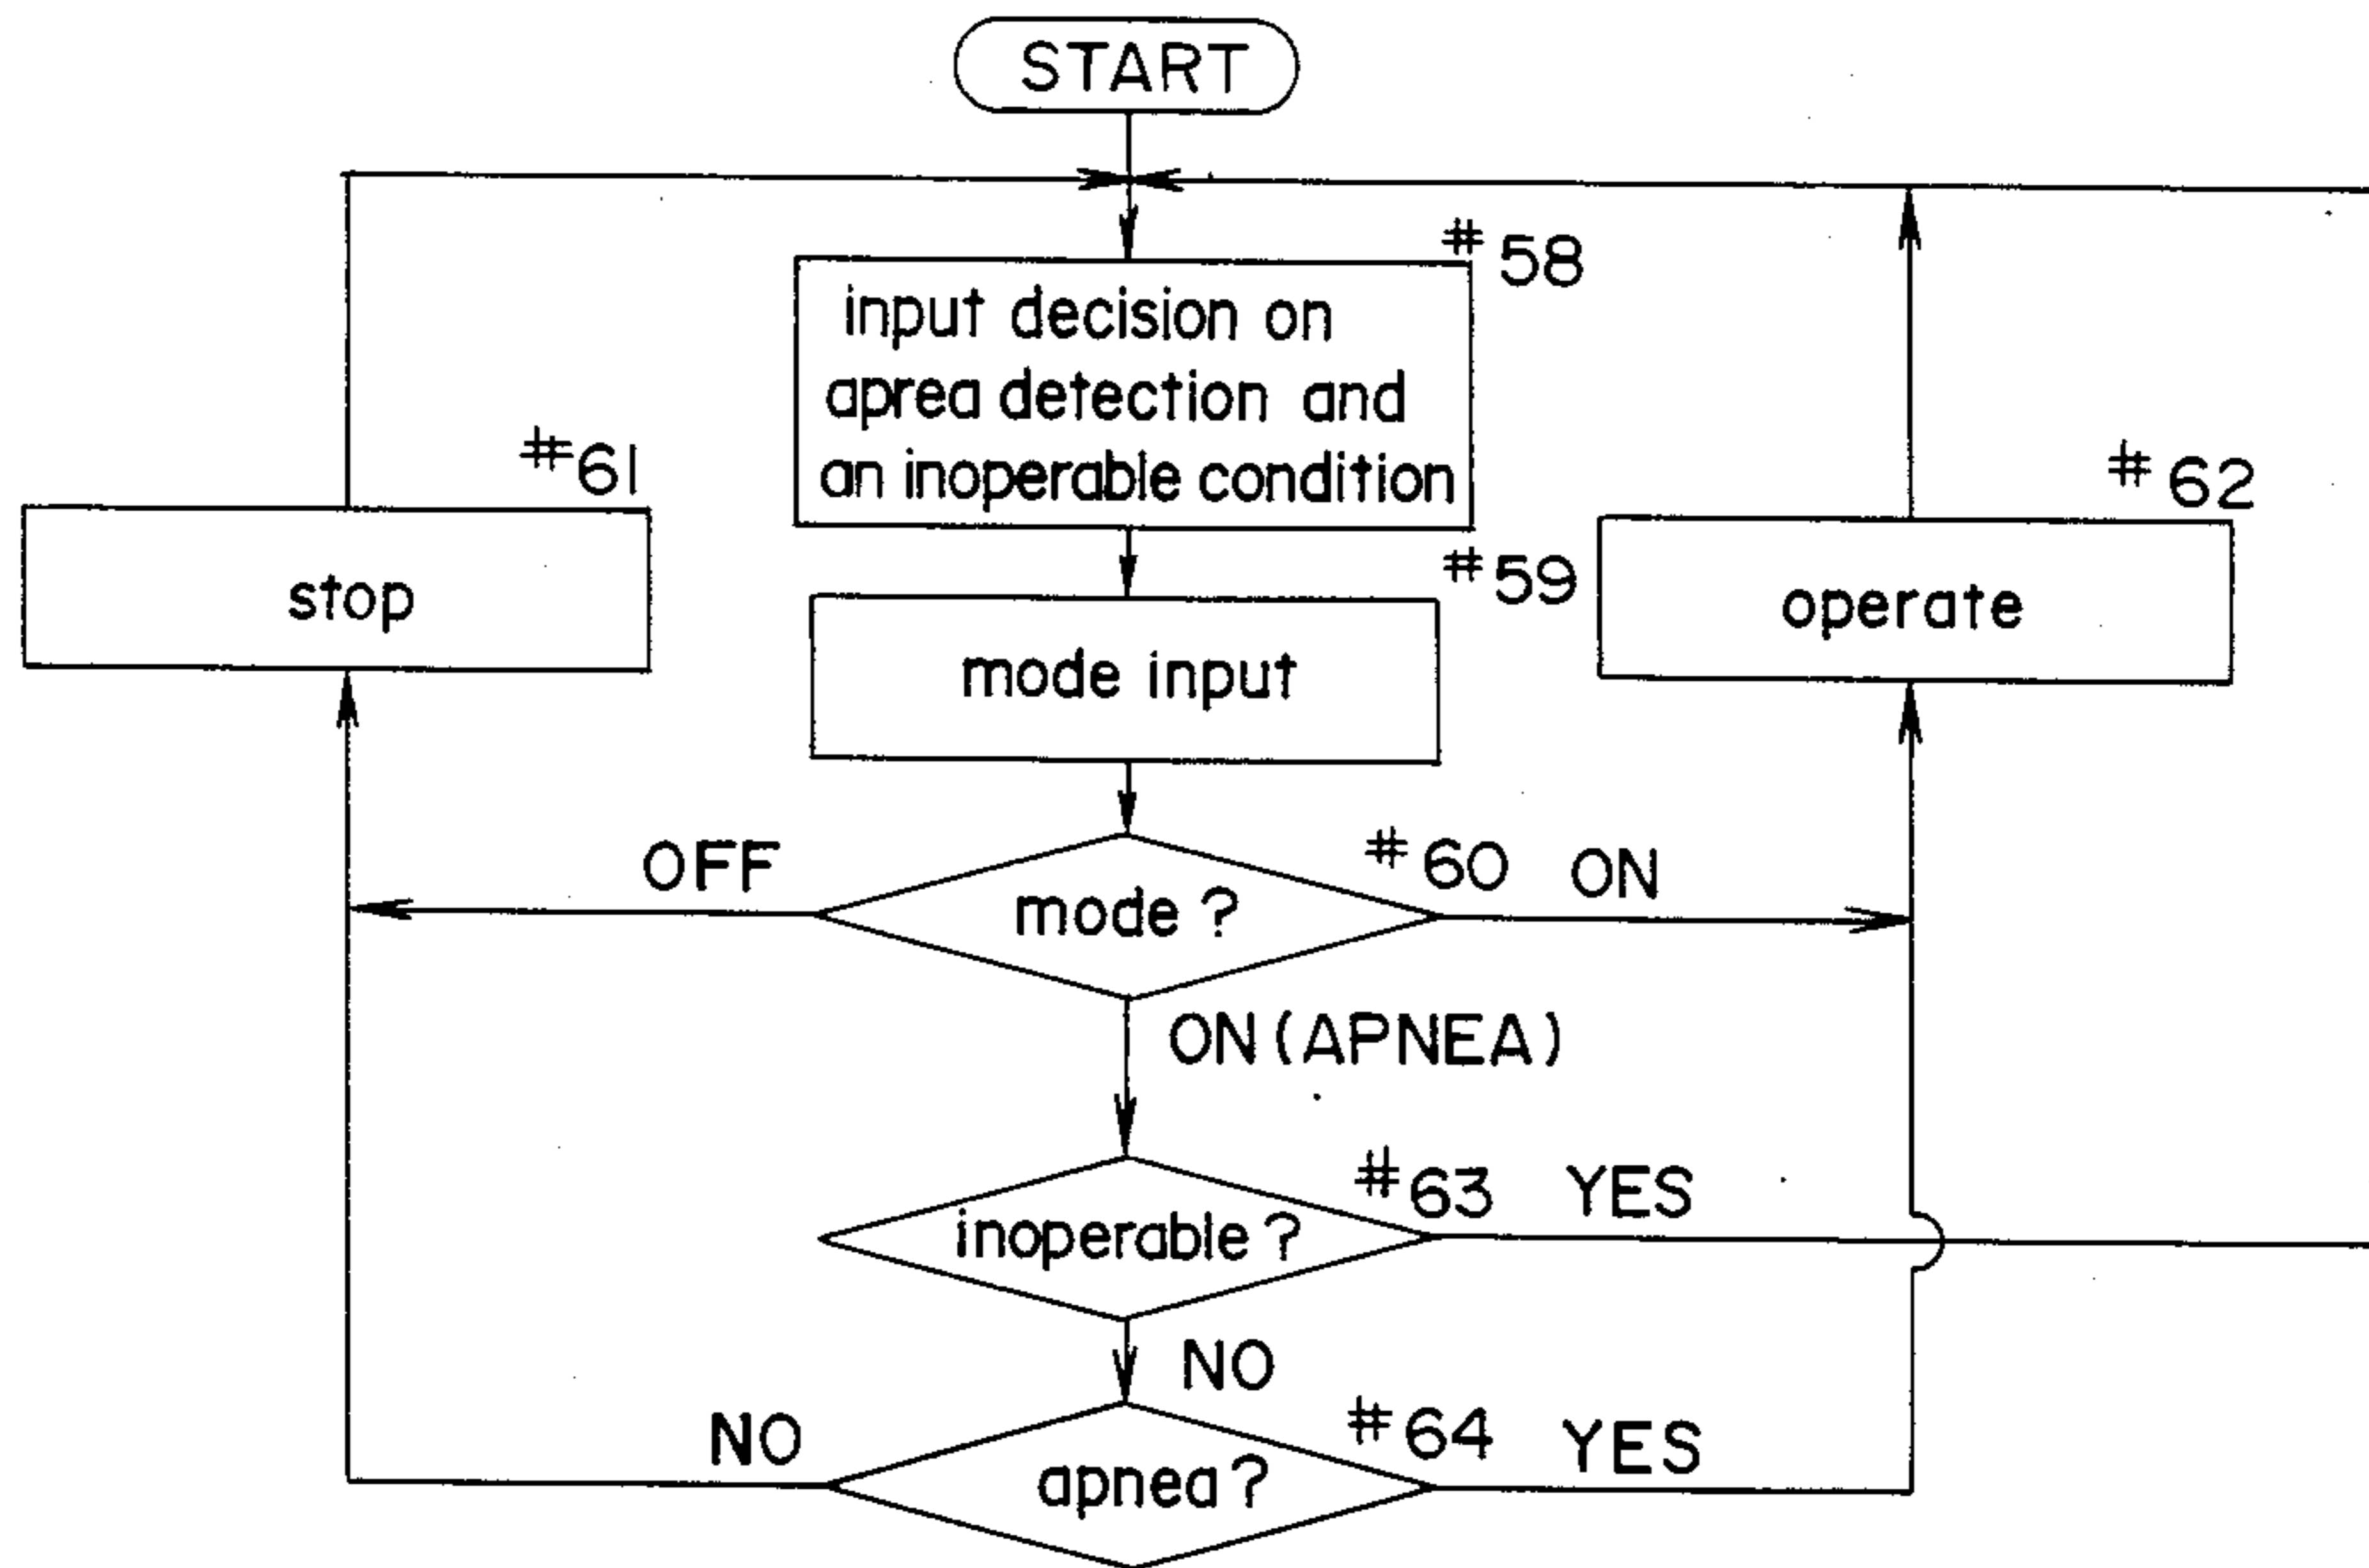 START
#58
input decision on
aprea detection and
an inoperable condition
#61
stop
#59
mode input
#62
operate
OFF
mode ?
#60 ON
ON (APNEA)
inoperable ?
#63 YES
NO
NO
apnea ?
#64 YES